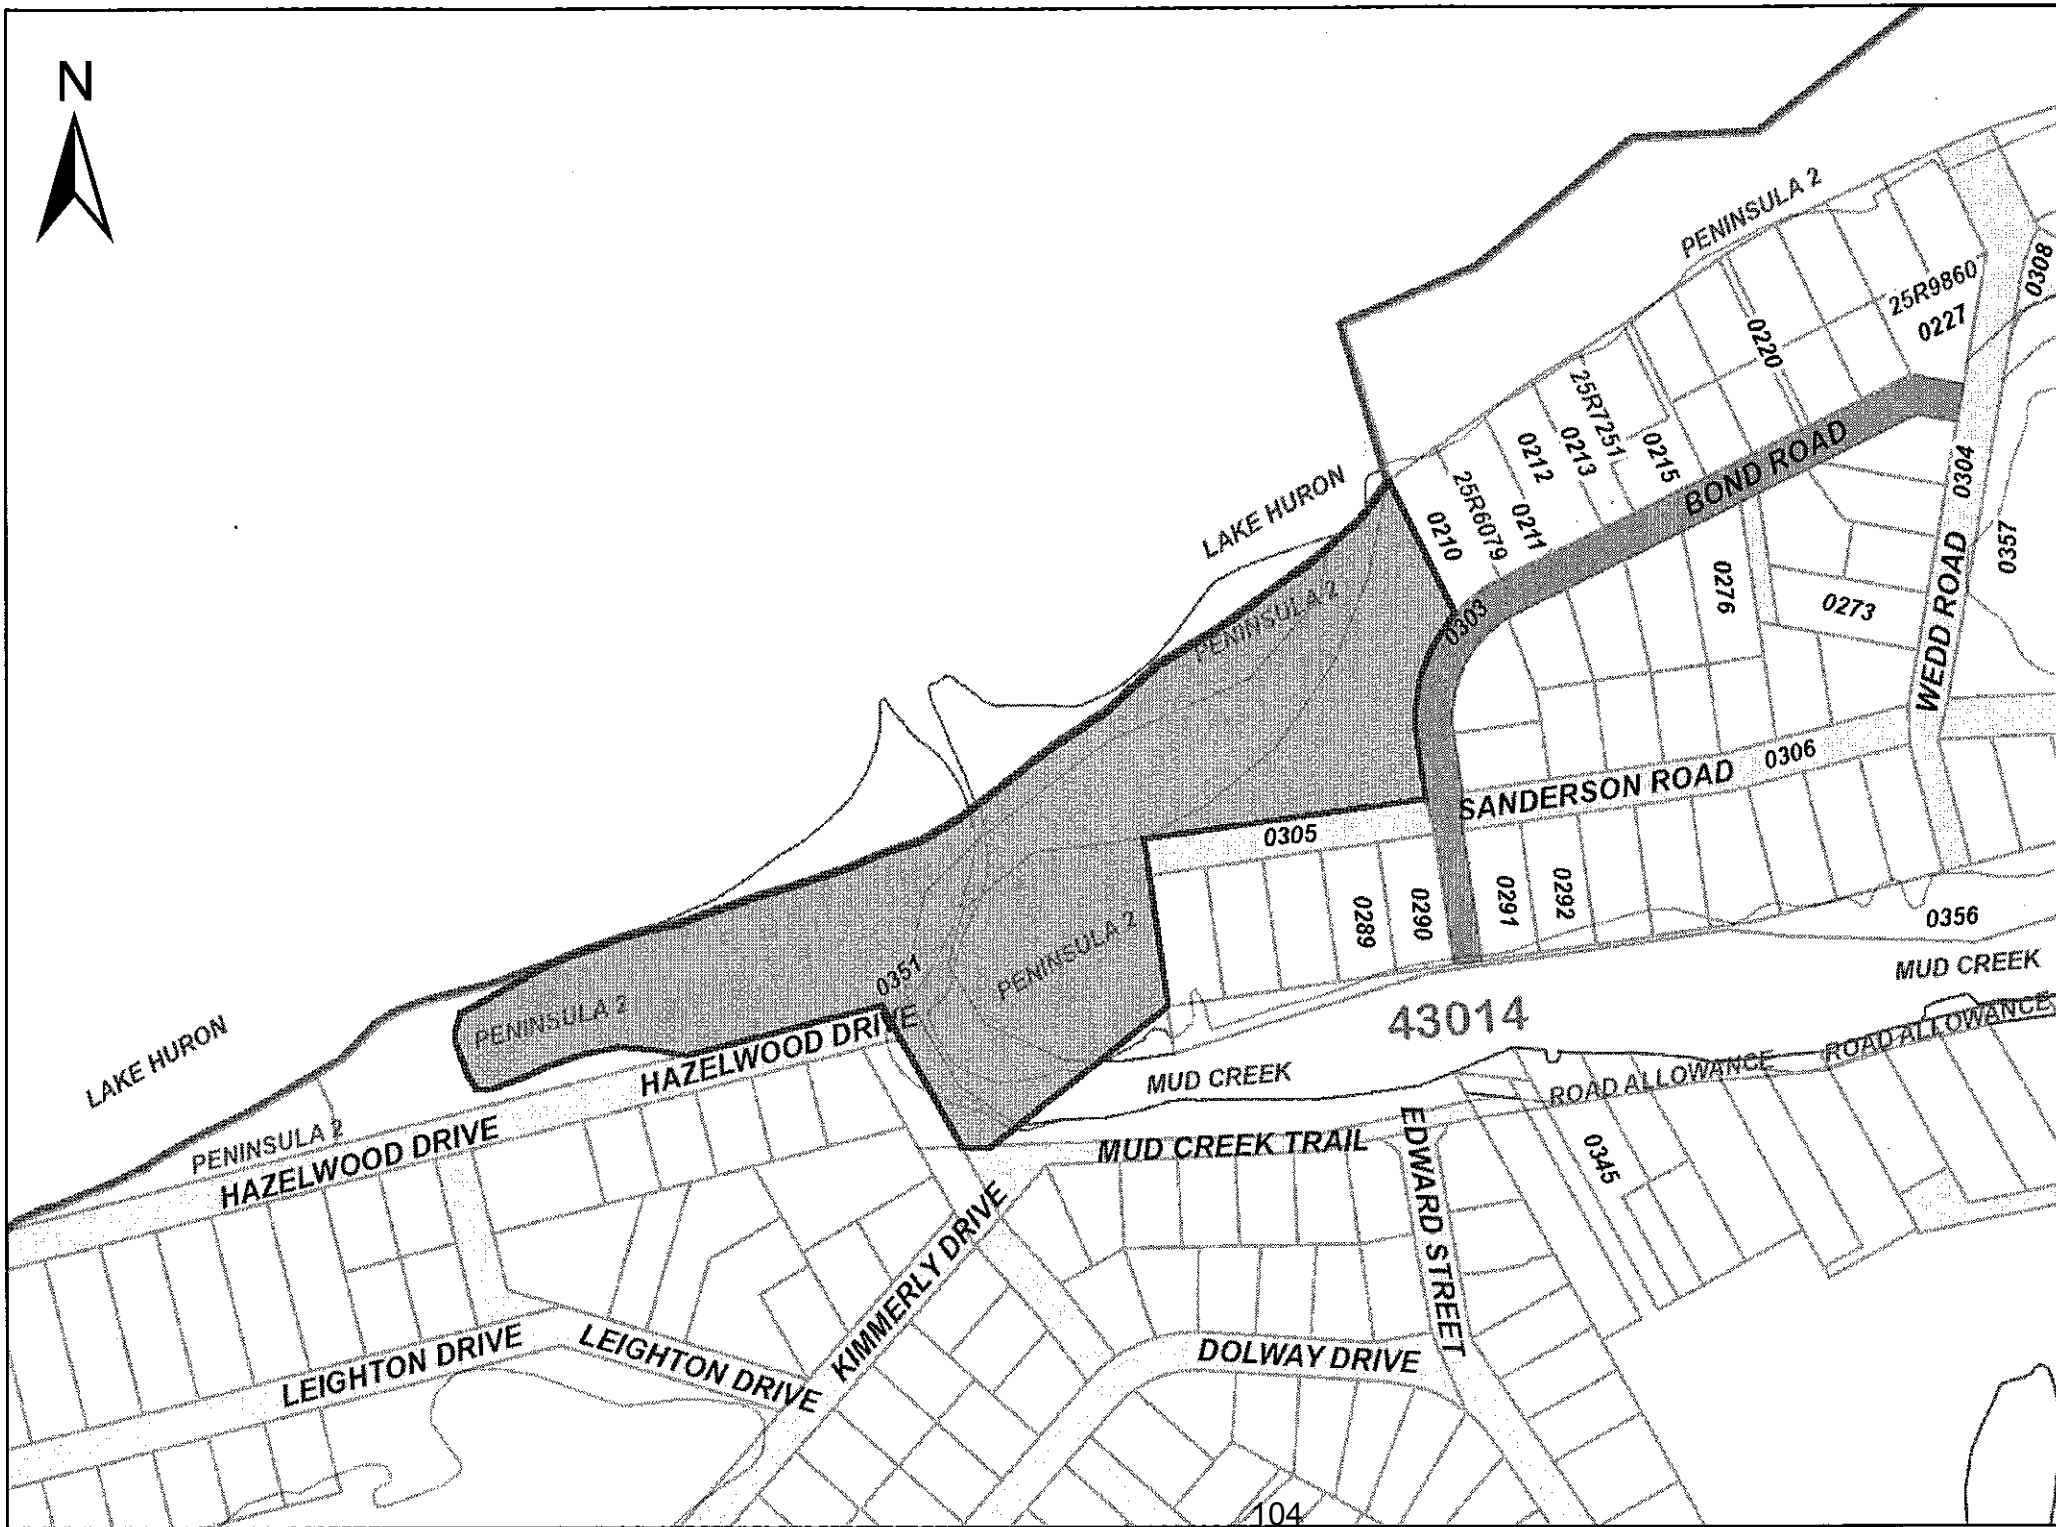 N
PENINSULA 2
0308
25R9860
0227
0220
25R7251
0215
0213
0212
BOND ROAD
0304
LAKE HURON
25R6079
0211
0210
0357
0276
0273
PENINSULA 2
0303
WEDD ROAD
0306
SANDERSON ROAD
0305
0289
0290
0291
0292
0356
PENINSULA 2
0351
MUD CREEK
PENINSULA 2
HAZELWOOD DRIVE
43014
ROAD ALLOWANCE
LAKE HURON
MUD CREEK
ROAD ALLOWANCE
PENINSULA 2
HAZELWOOD DRIVE
MUD CREEK TRAIL
EDWARD STREET
0345
KIMMERLY DRIVE
LEIGHTON DRIVE
LEIGHTON DRIVE
DOLWAY DRIVE
104